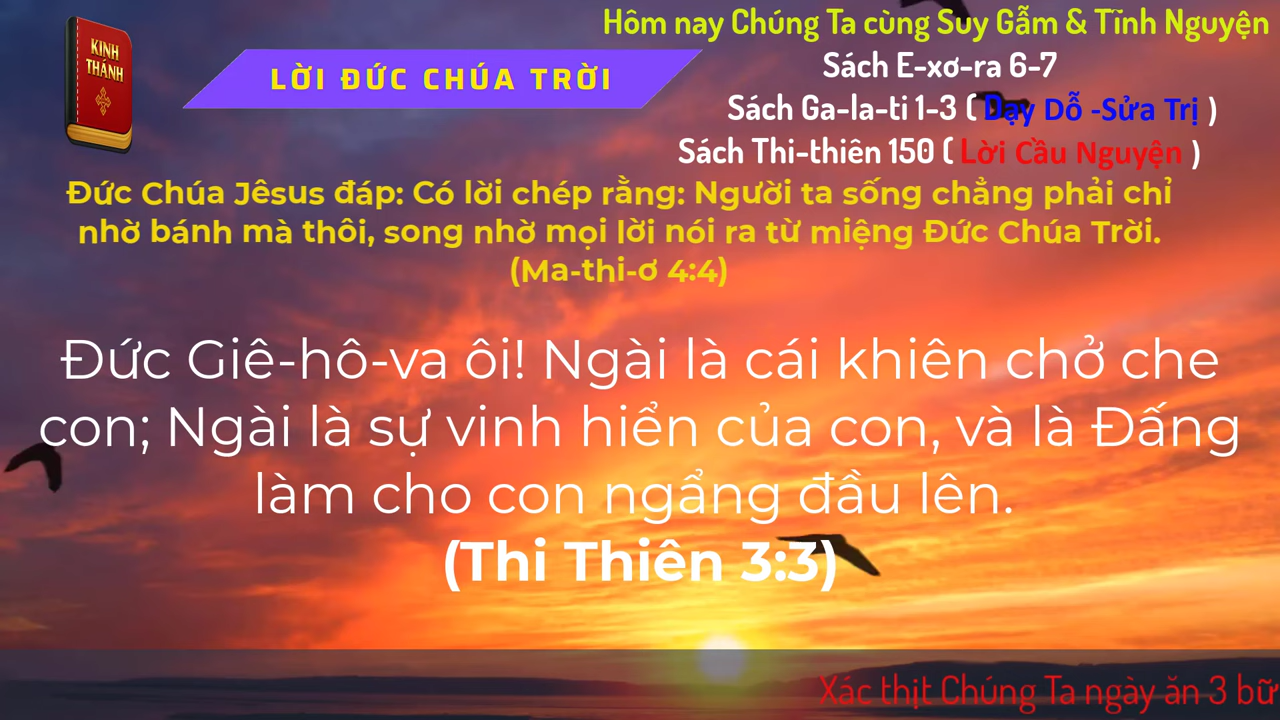 KINH
THÁNH
LỜI ĐỨC CHÚA TRỜI
Hôm nay Chúng Ta cùng Suy Gẫm & Tĩnh Nguyện
Sách E-xơ-ra 6-7
Sách Ga-la-ti 1-3 ( Dạy Dỗ -Sửa Trị )
Sách Thi-thiên 150 ( Lời Cầu Nguyện )
Đức Chúa Jêsus đáp: Có lời chép rằng: Người ta sống chẳng phải chỉ
nhờ bánh mà thôi, song nhờ mọi lời nói ra từ miệng Đức Chúa Trời.
(Ma-thi-ơ 4:4)
Đức Giê-hô-va ôi! Ngài là cái khiên chở che
con; Ngài là sự vinh hiển của con, và là Đấng
làm cho con ngẩng đầu lên.
(Thi Thiên 3:3)
Xác thịt Chúng Ta ngày ăn 3 bữ